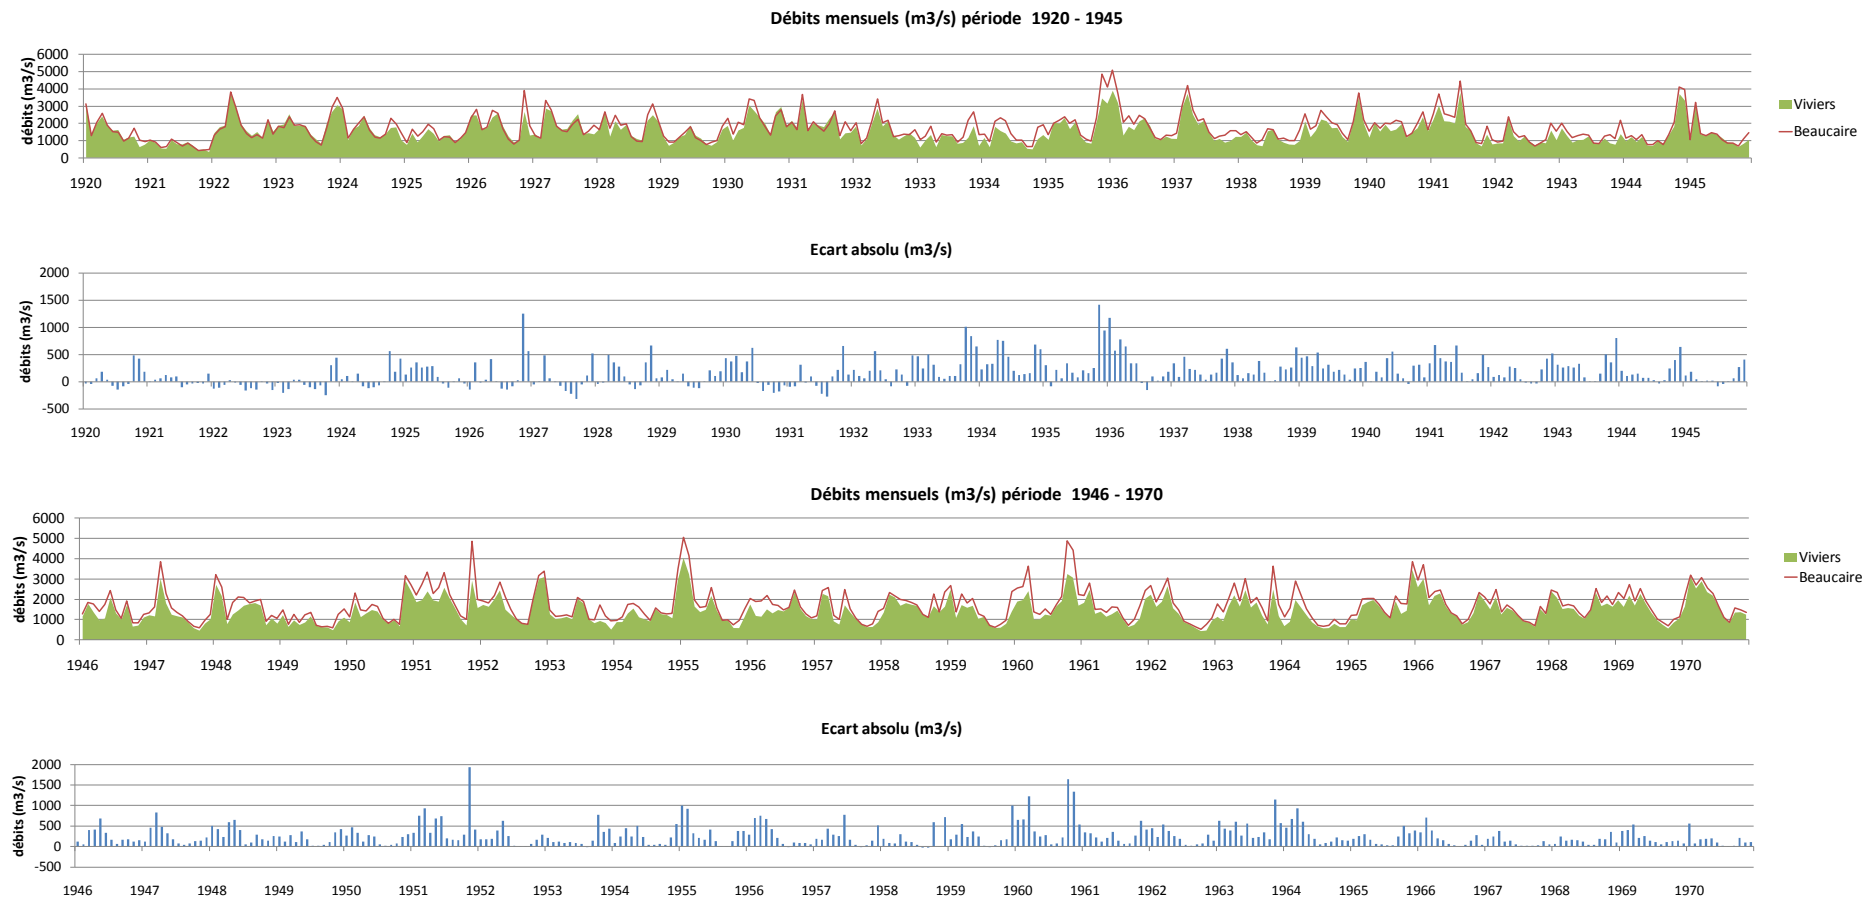 Débits mensuels (m3/s) période 1920 - 1945
débits (m3/s)
6000
5000
4000
3000
2000
1000
0
1920 1921 1922 1923 1924 1925 1926 1927 1928 1929 1930 1931 1932 1933 1934 1935 1936 1937 1938 1939 1940 1941 1942 1943 1944 1945
Viviers
Beaucaire
Ecart absolu (m3/s)
débits (m3/s)
2000
1500
1000
500
0
-500
1920 1921 1922 1923 1924 1925 1926 1927 1928 1929 1930 1931 1932 1933 1934 1935 1936 1937 1938 1939 1940 1941 1942 1943 1944 1945
Débits mensuels (m3/s) période 1946 - 1970
débits (m3/s)
6000
5000
4000
3000
2000
1000
0
1946 1947 1948 1949 1950 1951 1952 1953 1954 1955 1956 1957 1958 1959 1960 1961 1962 1963 1964 1965 1966 1967 1968 1969 1970
Viviers
Beaucaire
Ecart absolu (m3/s)
débits (m3/s)
2000
1500
1000
500
0
-500
1946 1947 1948 1949 1950 1951 1952 1953 1954 1955 1956 1957 1958 1959 1960 1961 1962 1963 1964 1965 1966 1967 1968 1969 1970